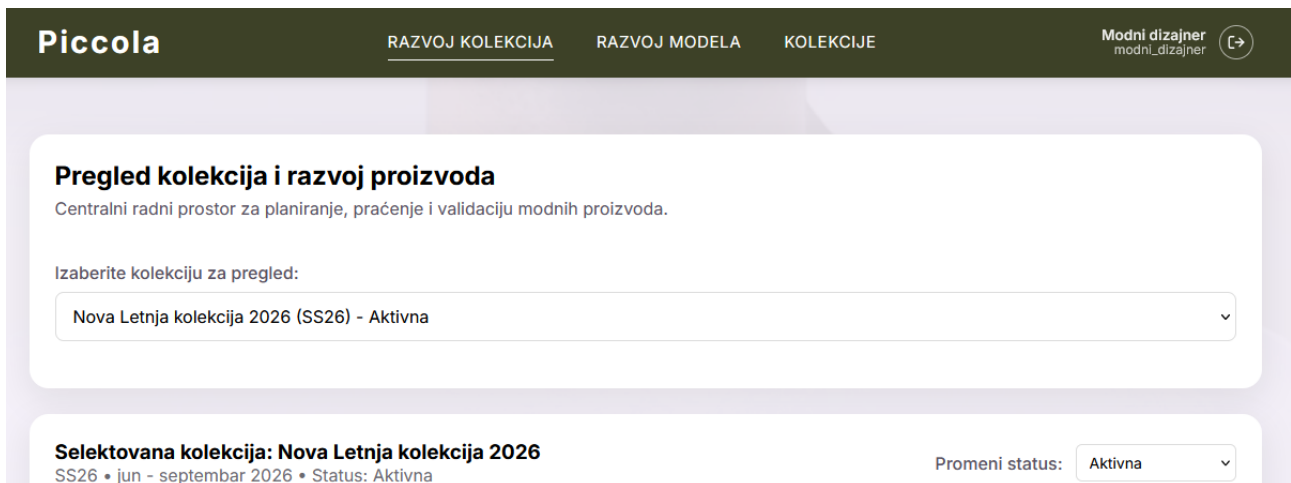 Piccola
RAZVOJ KOLEKCIJA
RAZVOJ MODELA
KOLEKCIJE
Modni dizajner
modni_dizajner
Pregled kolekcija i razvoj proizvoda
Centralni radni prostor za planiranje, praćenje i validaciju modnih proizvoda.
Izaberite kolekciju za pregled:
Nova Letnja kolekcija 2026 (SS26) - Aktivna
Selektovana kolekcija: Nova Letnja kolekcija 2026
SS26 • jun - septembar 2026 • Status: Aktivna
Promeni status:
Aktivna